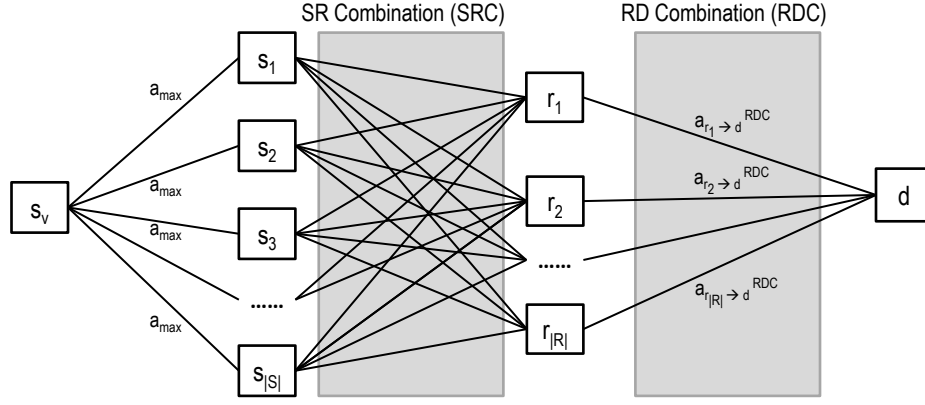 SR Combination (SRC)
RD Combination (RDC)
s_v
a_max
a_max
a_max
a_max
s_1
s_2
s_3
......
s_|S|
r_1
r_2
......
r_|R|
a_{r_1 → d}^{RDC}
a_{r_2 → d}^{RDC}
a_{r_|R| → d}^{RDC}
d